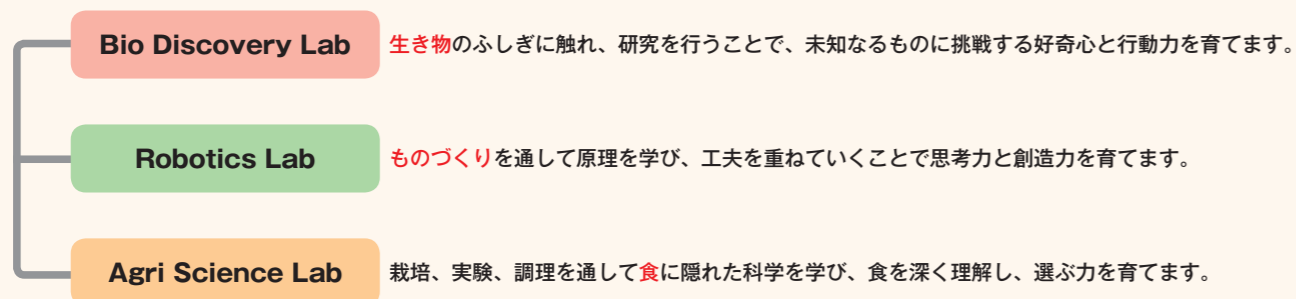 Bio Discovery Lab
生き物のふしぎに触れ、研究を行うことで、未知なるものに挑戦する好奇心と行動力を育てます。
Robotics Lab
ものづくりを通して原理を学び、工夫を重ねていくことで思考力と創造力を育てます。
Agri Science Lab
栽培、実験、調理を通して食に隠れた科学を学び、食を深く理解し、選ぶ力を育てます。